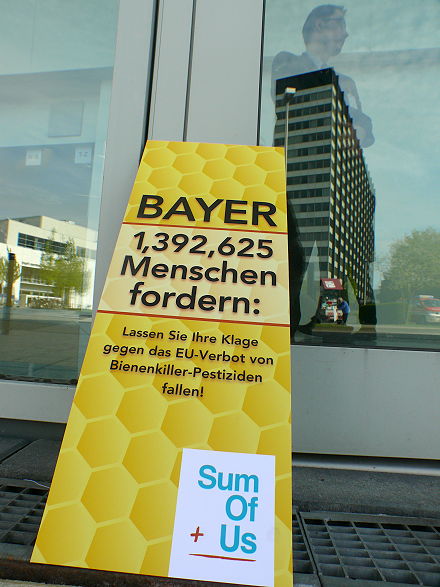 BAYER
1,392,625
Menschen
fordern:
Lassen Sie Ihre Klage
gegen das EU-Verbot von
Bienenkiller-Pestiziden
fallen!
Sum
Of
+ Us